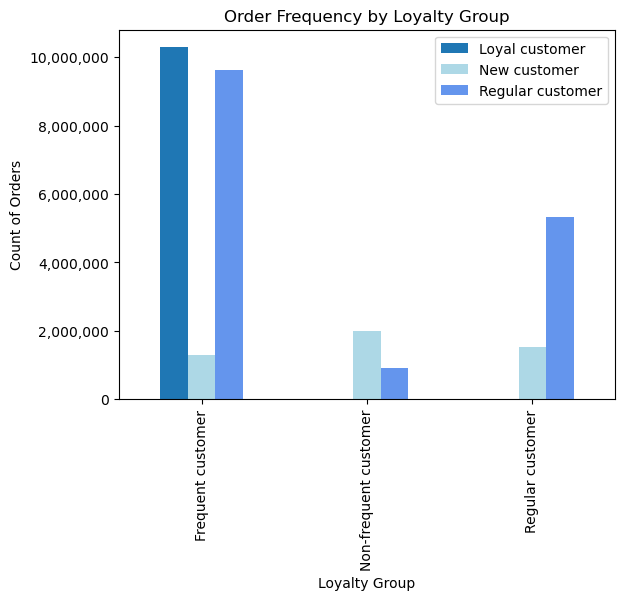 Order Frequency by Loyalty Group
Loyal customer
New customer
Regular customer
10,000,000
8,000,000
6,000,000
4,000,000
2,000,000
0
Count of Orders
Frequent customer
Non-frequent customer
Regular customer
Loyalty Group